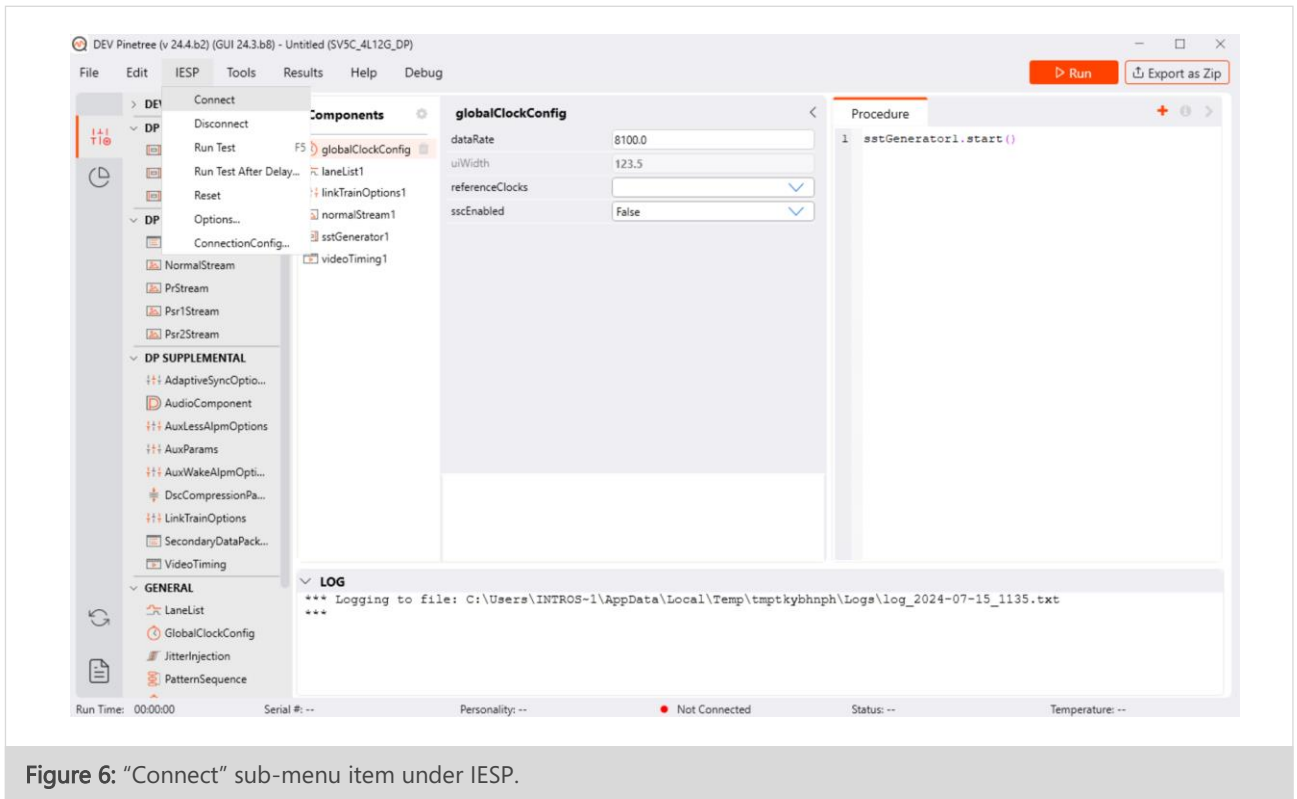 DEV Pinetree (v 24.4.b2) (GUI 24.3.b8) - Untitled (SV5C_4L12G_DP)
File Edit IESP Tools Results Help Debug
Run
Export as Zip
Connect
Disconnect
Run Test F5
Run Test After Delay...
Reset
Options...
ConnectionConfig...
DP
DP
NormalStream
PrStream
Psr1Stream
Psr2Stream
DP SUPPLEMENTAL
AdaptiveSyncOptio...
AudioComponent
AuxLessAlpmOptions
AuxParams
AuxWakeAlpmOpti...
DscCompressionPa...
LinkTrainOptions
SecondaryDataPack...
VideoTiming
GENERAL
LaneList
GlobalClockConfig
JitterInjection
PatternSequence
Components
globalClockConfig
laneList1
linkTrainOptions1
normalStream1
sstGenerator1
videoTiming1
globalClockConfig
dataRate 8100.0
uiWidth 123.5
referenceClocks
sscEnabled False
Procedure
1 sstGenerator1.start()
LOG
*** Logging to file: C:\Users\INTROS~1\AppData\Local\Temp\tmptkybhnph\Logs\log_2024-07-15_1135.txt
***
Run Time: 00:00:00 Serial #: -- Personality: -- Not Connected Status: -- Temperature: --
Figure 6: "Connect" sub-menu item under IESP.